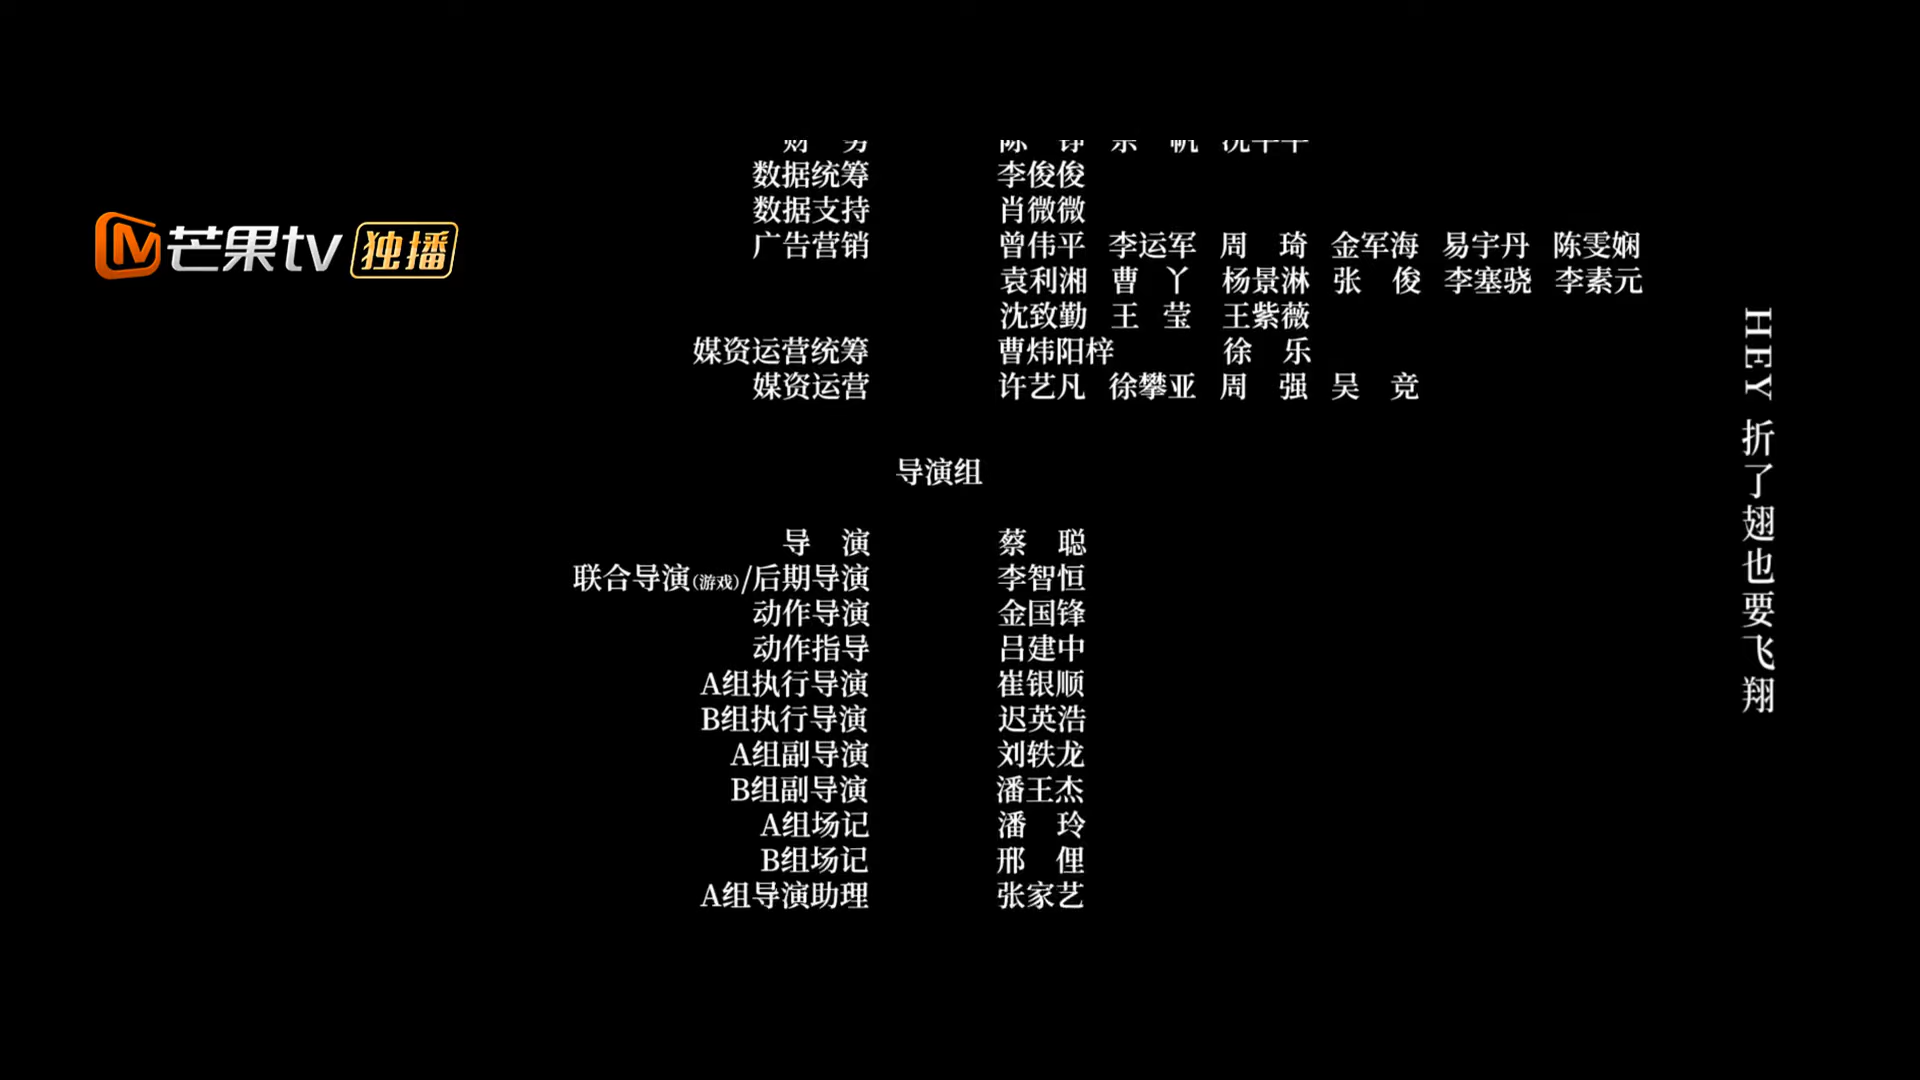 芒果tv 独播
数据统筹 李俊俊
数据支持 肖微微
广告营销 曾伟平 李运军 周 琦 金军海 易宇丹 陈雯娴
袁利湘 曹 丫 杨景淋 张 俊 李塞骁 李素元
沈致勤 王 莹 王紫薇
媒资运营统筹 曹炜阳梓 徐 乐
媒资运营 许艺凡 徐攀亚 周 强 吴 竞
导演组
导 演 蔡 聪
联合导演(游戏)/后期导演 李智恒
动作导演 金国锋
动作指导 吕建中
A组执行导演 崔银顺
B组执行导演 迟英浩
A组副导演 刘轶龙
B组副导演 潘王杰
A组场记 潘 玲
B组场记 邢 俚
A组导演助理 张家艺
HEY 折了翅也要飞翔